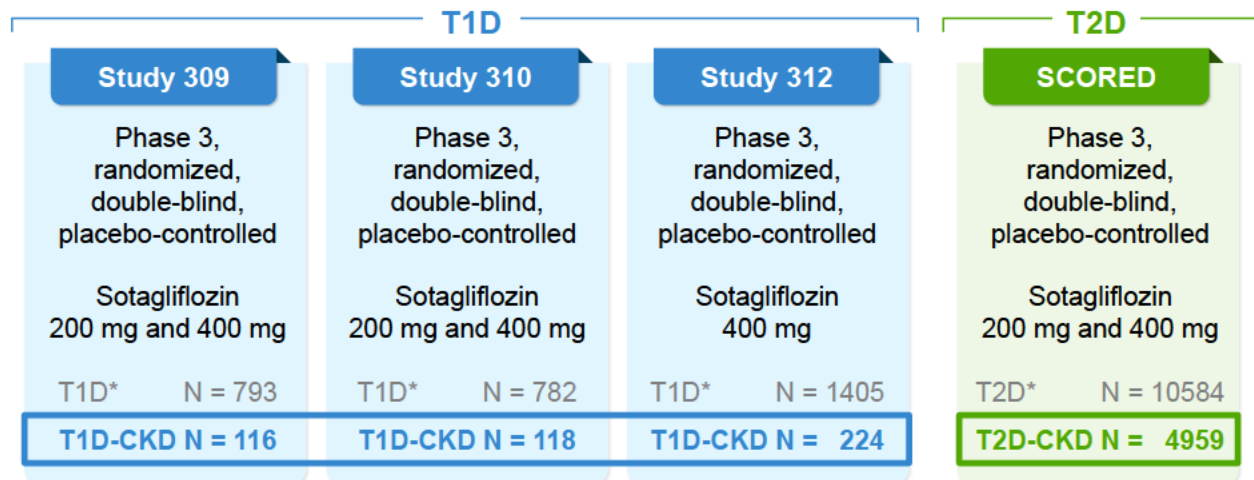 T1D
T2D
Study 309
Phase 3,
randomized,
double-blind,
placebo-controlled
Sotagliflozin
200 mg and 400 mg
T1D* N = 793
T1D-CKD N = 116
Study 310
Phase 3,
randomized,
double-blind,
placebo-controlled
Sotagliflozin
200 mg and 400 mg
T1D* N = 782
T1D-CKD N = 118
Study 312
Phase 3,
randomized,
double-blind,
placebo-controlled
Sotagliflozin
400 mg
T1D* N = 1405
T1D-CKD N = 224
SCORED
Phase 3,
randomized,
double-blind,
placebo-controlled
Sotagliflozin
200 mg and 400 mg
T2D* N = 10584
T2D-CKD N = 4959